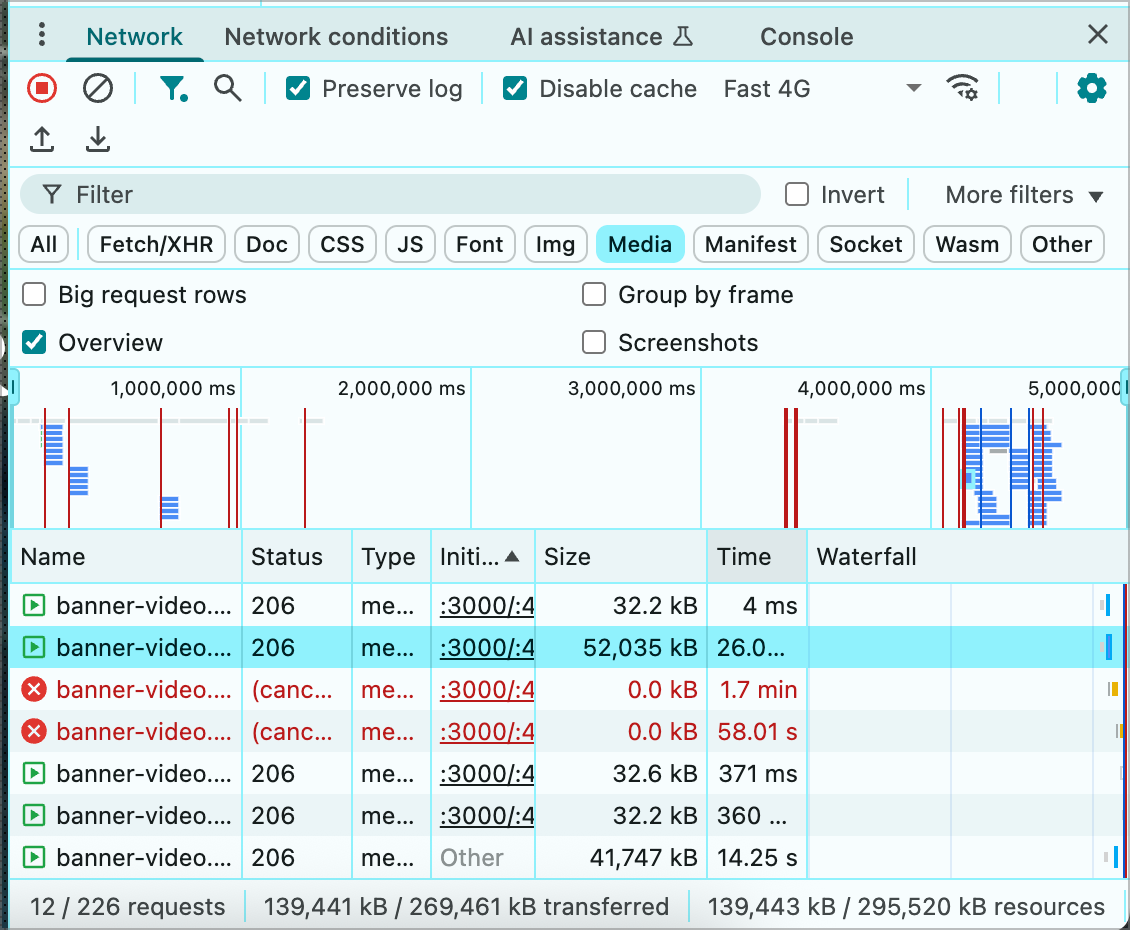 Network Network conditions AI assistance Console
Preserve log Disable cache Fast 4G
Filter Invert More filters
All Fetch/XHR Doc CSS JS Font Img Media Manifest Socket Wasm Other
Big request rows Group by frame
Overview Screenshots
1,000,000 ms 2,000,000 ms 3,000,000 ms 4,000,000 ms 5,000,000
Name Status Type Initi... Size Time Waterfall
banner-video.... 206 me... :3000/:4 32.2 kB 4 ms
banner-video.... 206 me... :3000/:4 52,035 kB 26.0...
banner-video.... (canc... me... :3000/:4 0.0 kB 1.7 min
banner-video.... (canc... me... :3000/:4 0.0 kB 58.01 s
banner-video.... 206 me... :3000/:4 32.6 kB 371 ms
banner-video.... 206 me... :3000/:4 32.2 kB 360 ...
banner-video.... 206 me... Other 41,747 kB 14.25 s
12 / 226 requests 139,441 kB / 269,461 kB transferred 139,443 kB / 295,520 kB resources